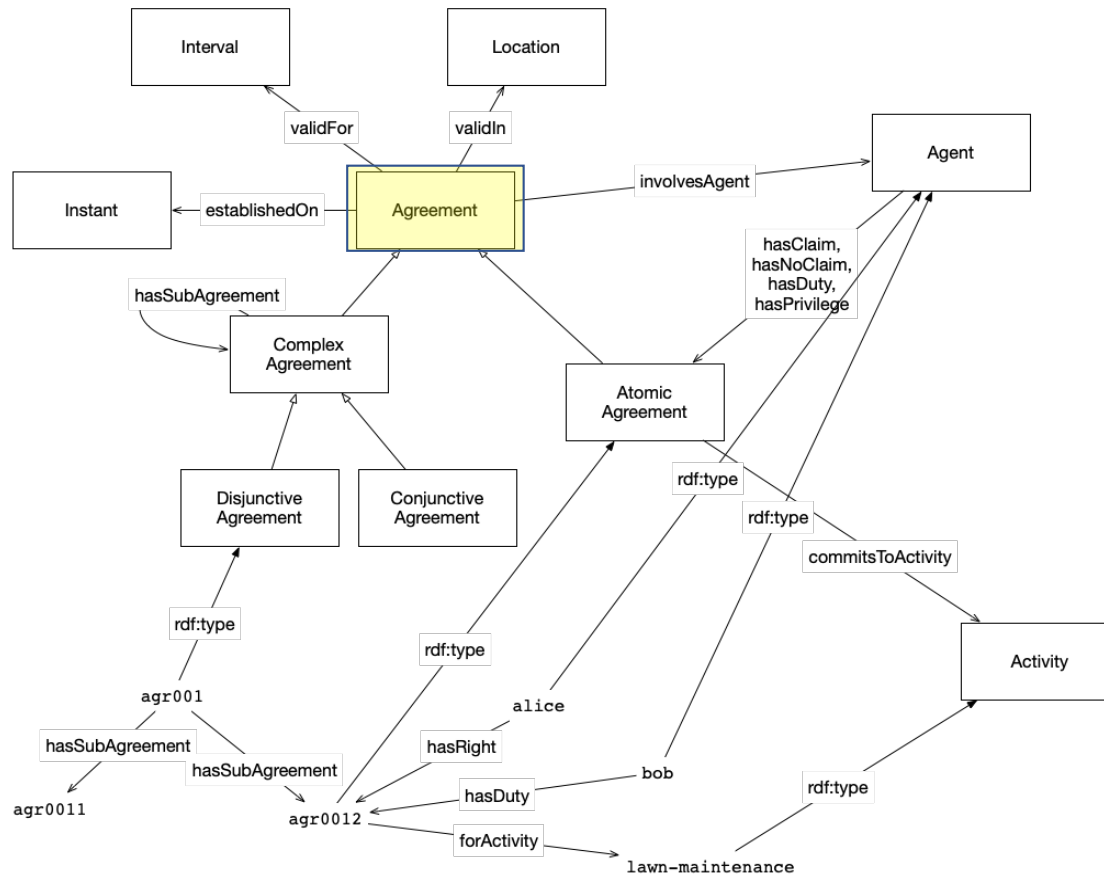 Interval
Location
validFor
validIn
Agent
Instant
establishedOn
Agreement
involvesAgent
hasClaim,
hasNoClaim,
hasDuty,
hasPrivilege
hasSubAgreement
Complex
Agreement
Atomic
Agreement
Disjunctive
Agreement
Conjunctive
Agreement
rdf:type
rdf:type
commitsToActivity
rdf:type
rdf:type
Activity
agr001
alice
hasSubAgreement
hasRight
hasSubAgreement
bob
hasDuty
rdf:type
agr0011
agr0012
forActivity
lawn-maintenance